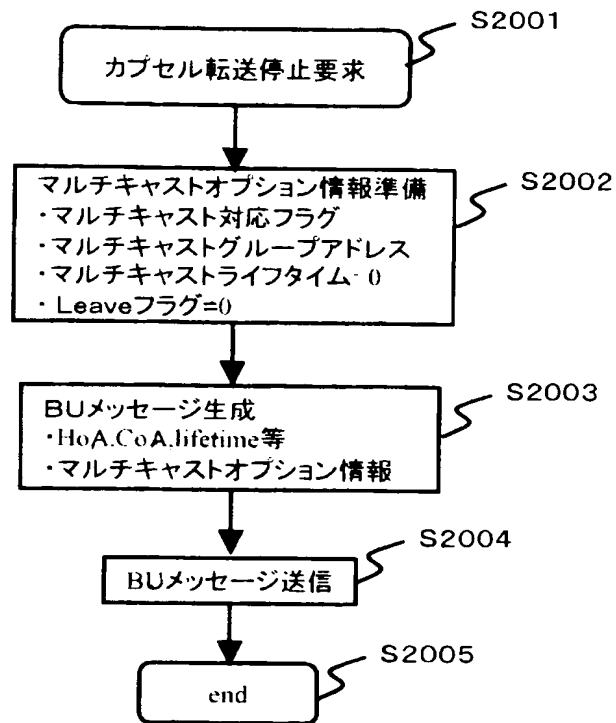 S2001
カプセル転送停止要求
S2002
マルチキャストオプション情報準備
・マルチキャスト対応フラグ
・マルチキャストグループアドレス
・マルチキャストライフタイム=0
・Leaveフラグ=0
S2003
BUメッセージ生成
・HoA,CoA,lifetime等
・マルチキャストオプション情報
S2004
BUメッセージ送信
S2005
end